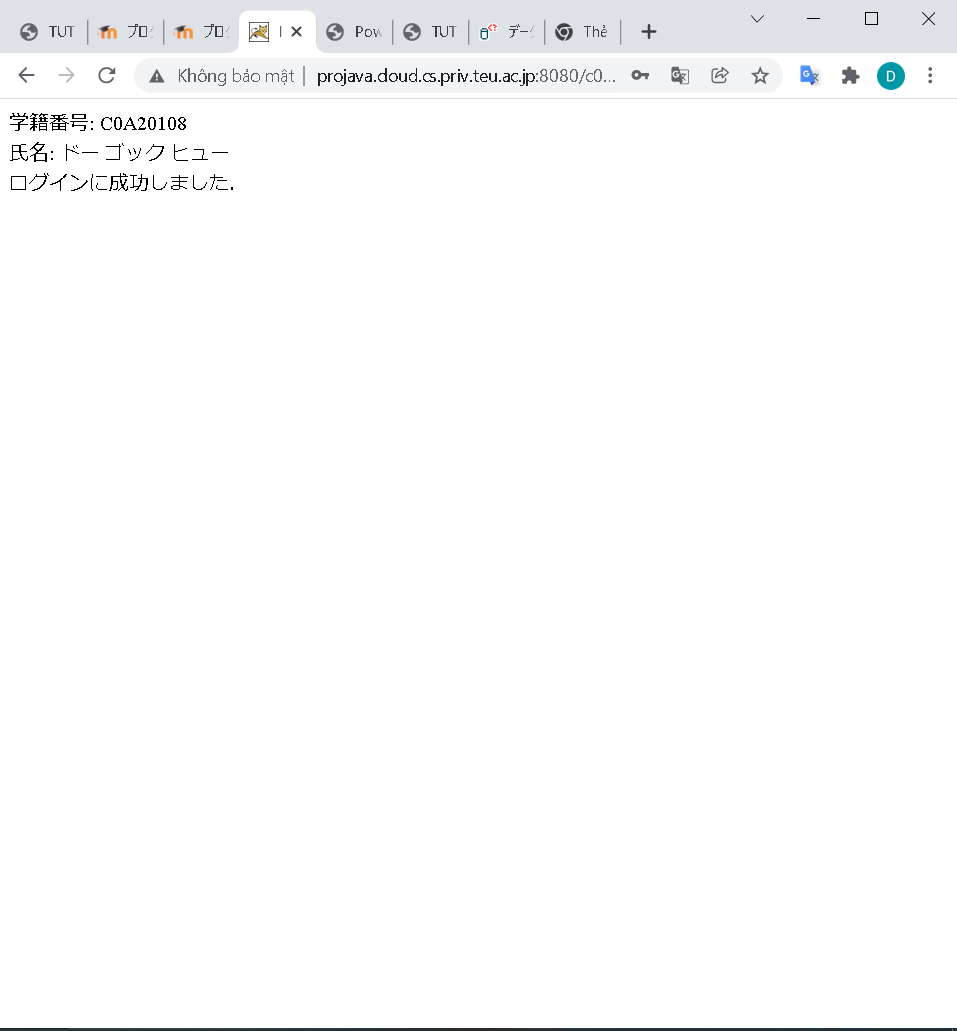 TUT
プロ
プロ
Pow
TUT
データ
Thẻ
Không bảo mật
projava.cloud.cs.priv.teu.ac.jp:8080/c0...
D
学籍番号: C0A20108
氏名: ドー ゴック ヒュー
ログインに成功しました.